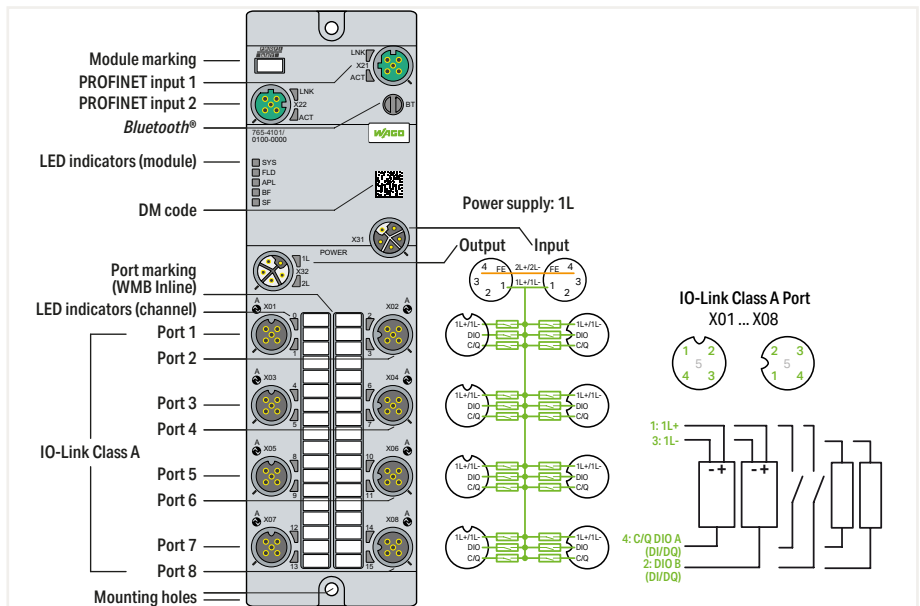 Module marking
PROFINET input 1
PROFINET input 2
Bluetooth®
LED indicators (module)
DM code
Port marking
(WMB Inline)
LED indicators (channel)
Port 1
Port 2
Port 3
Port 4
IO-Link Class A
Port 5
Port 6
Port 7
Port 8
Mounting holes
LNK
X21
ACT
LNK
X22
ACT
BT
765-4101/
0100-0000
WAGO
SYS
FLD
APL
BF
SF
X31
POWER
1L
X32
2L
A
X01
0
1
2
3
X02
A
A
X03
4
5
6
7
X04
A
A
X05
8
9
10
11
X06
A
A
X07
12
13
14
15
X08
A
Power supply: 1L
Output
Input
4
FE
2L+/2L-
FE
4
3
1
1L+/1L-
1
3
2
2
1L+/1L-
1L+/1L-
DIO
DIO
C/Q
C/Q
1L+/1L-
1L+/1L-
DIO
DIO
C/Q
C/Q
1L+/1L-
1L+/1L-
DIO
DIO
C/Q
C/Q
1L+/1L-
1L+/1L-
DIO
DIO
C/Q
C/Q
IO-Link Class A Port
X01 ... X08
1 2
5
4 3
2 3
5
1 4
1: 1L+
3: 1L-
- +
- +
4: C/Q DIO A
(DI/DQ)
2: DIO B
(DI/DQ)